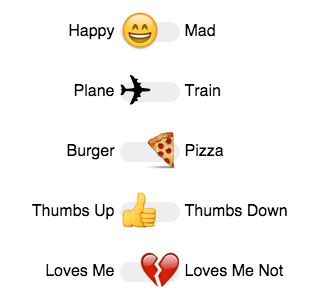 Happy Mad
Plane Train
Burger Pizza
Thumbs Up Thumbs Down
Loves Me Loves Me Not